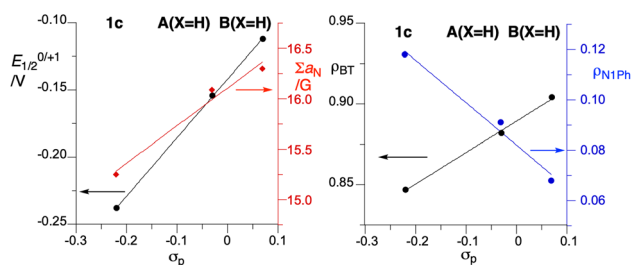 1c A(X=H) B(X=H)
E1/2 0/+1
/V
-0.10
-0.15
-0.20
-0.25
ΣaN
/G
16.5
16.0
15.5
15.0
-0.3 -0.2 -0.1 0 0.1
σp
1c A(X=H) B(X=H)
ρBT
0.95
0.90
0.85
ρN1Ph
0.12
0.10
0.08
0.06
-0.3 -0.2 -0.1 0 0.1
σp